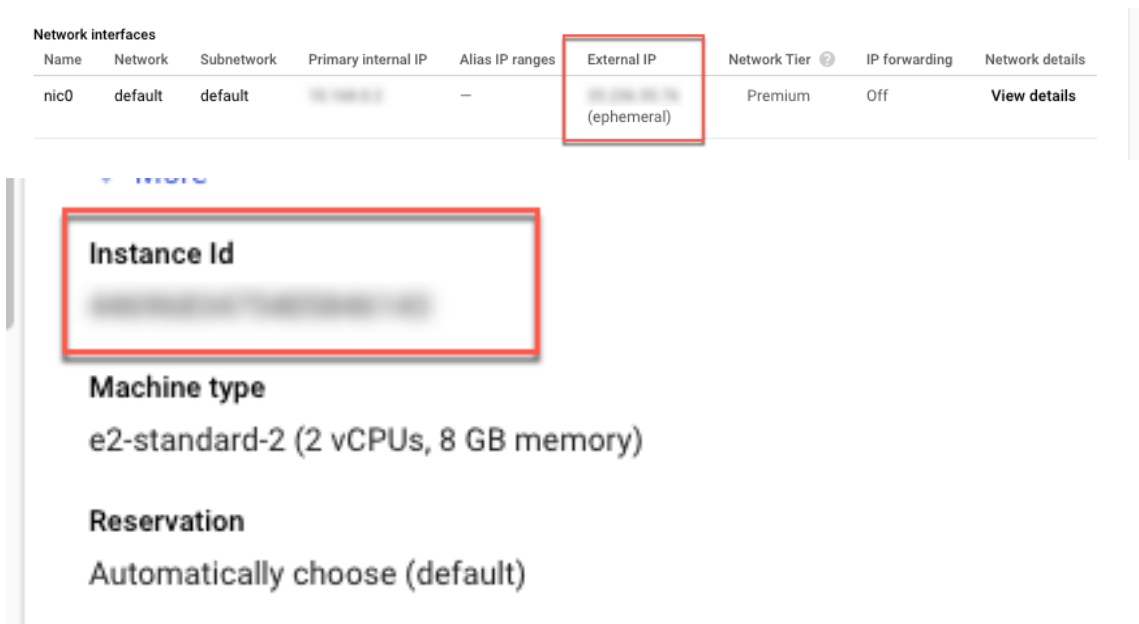 Network interfaces
Name Network Subnetwork Primary internal IP Alias IP ranges External IP Network Tier IP forwarding Network details
nic0 default default — Premium Off View details
(ephemeral)
Instance Id
Machine type
e2-standard-2 (2 vCPUs, 8 GB memory)
Reservation
Automatically choose (default)